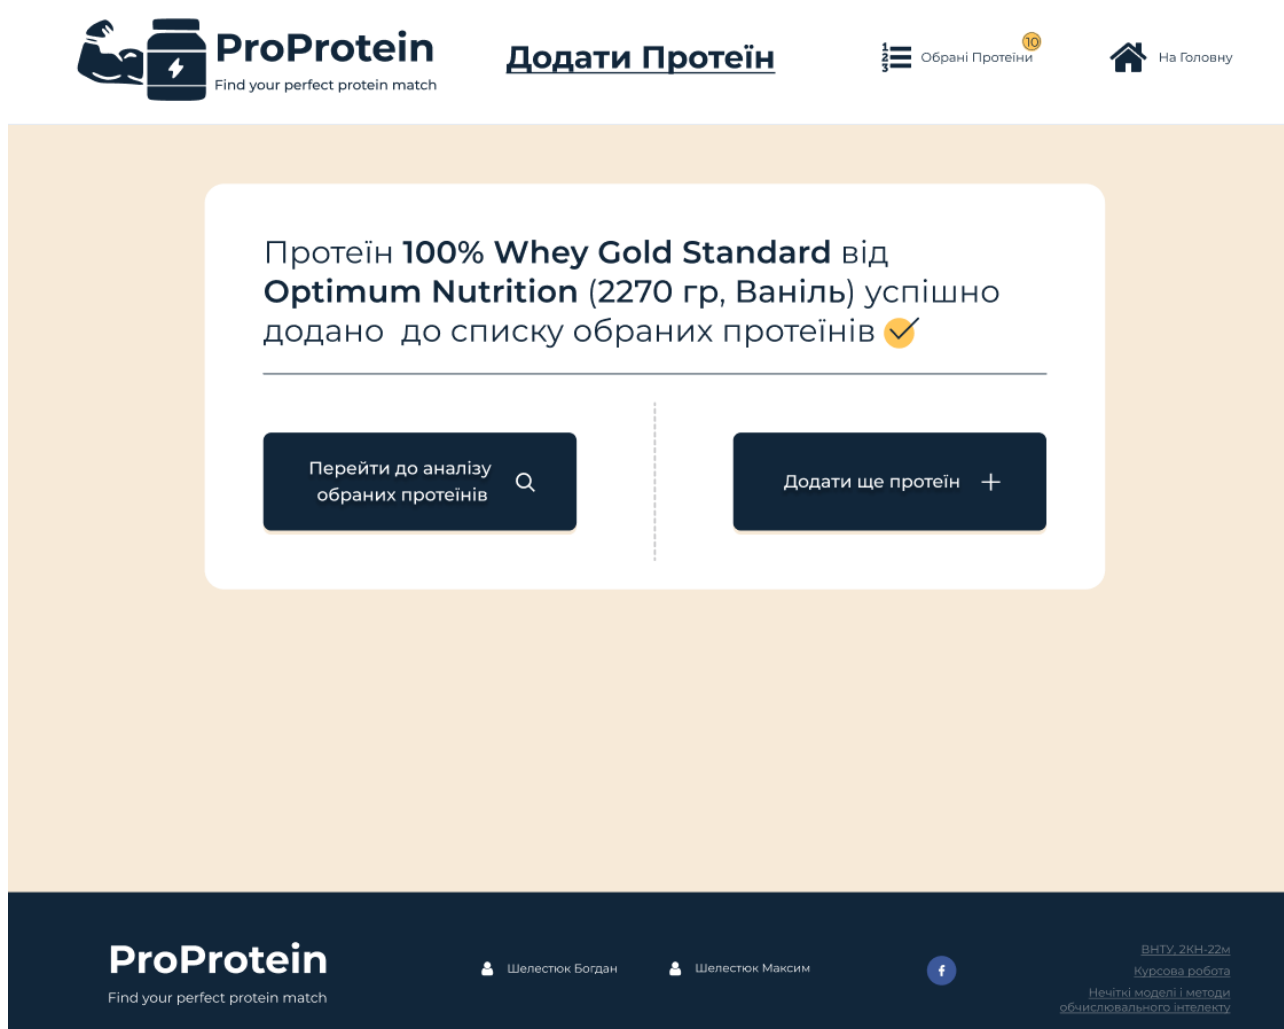 ProProtein
Find your perfect protein match
Додати Протеїн
1
2
3
Обрані Протеїни
10
На Головну
Протеїн 100% Whey Gold Standard від
Optimum Nutrition (2270 гр, Ваніль) успішно
додано до списку обраних протеїнів
Перейти до аналізу
обраних протеїнів
Додати ще протеїн
ProProtein
Find your perfect protein match
Шелестюк Богдан
Шелестюк Максим
f
ВНТУ, 2КН-22м
Курсова робота
Нечіткі моделі і методи
обчислювального інтелекту